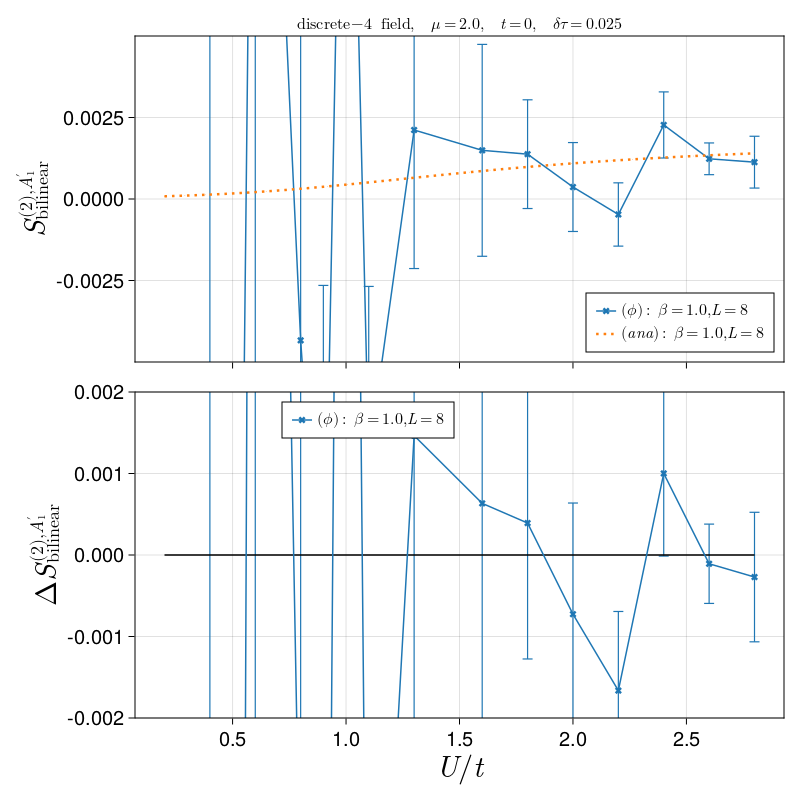 discrete−4 field, μ = 2.0, t = 0, δτ = 0.025
0.0025
0.0000
-0.0025
S^{(2),A_1'}_{bilinear}
(ϕ) : β = 1.0,L = 8
(ana) : β = 1.0,L = 8
0.002
0.001
0.000
-0.001
-0.002
ΔS^{(2),A_1'}_{bilinear}
(ϕ) : β = 1.0,L = 8
0.5 1.0 1.5 2.0 2.5
U/t